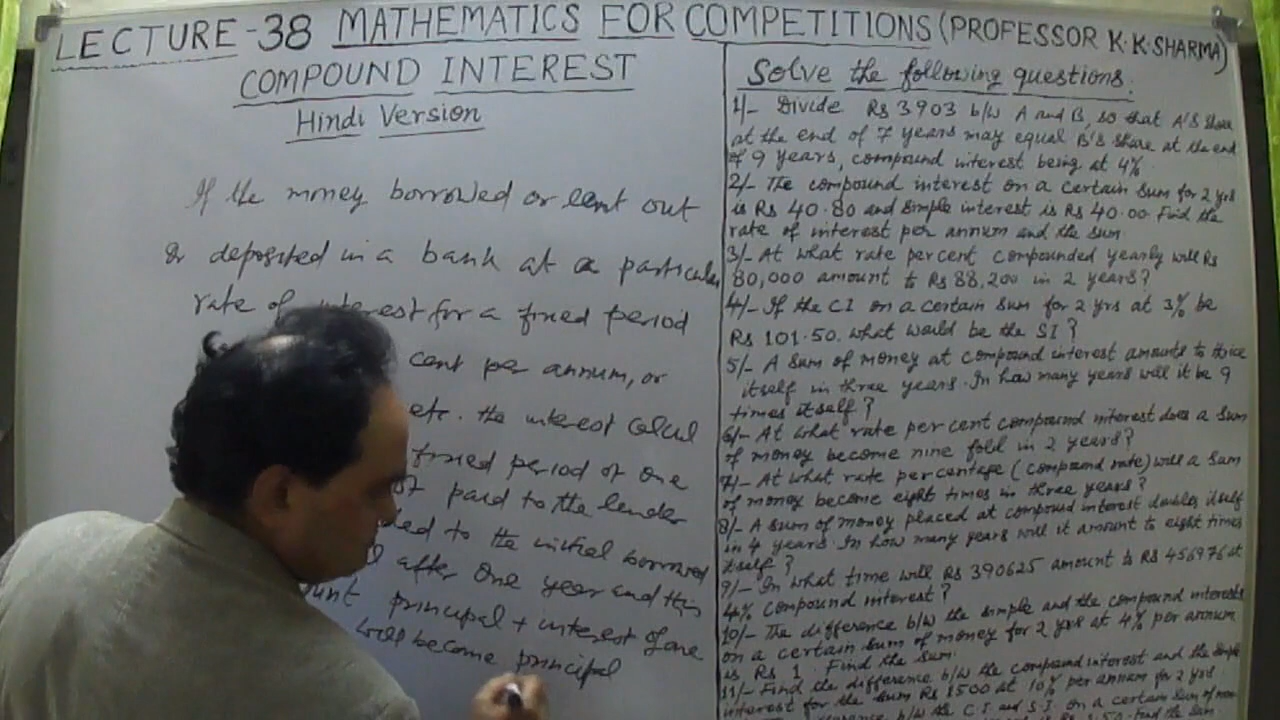 LECTURE-38 MATHEMATICS FOR COMPETITIONS (PROFESSOR K.K.SHARMA)
COMPOUND INTEREST
Hindi Version
If the money borrowed or lent out
or deposited in a bank at a particular
rate of interest for a fixed period
cent per annum, or
etc. the interest calcul
fixed period of one
paid to the lender
to the initial borrowed
after one year and this
principal + interest of one
will become principal
Solve the following questions.
1/- Divide Rs 3903 b/w A and B, so that A's share
at the end of 7 years may equal B's share at the end
of 9 years, compound interest being at 4%
2/- The compound interest on a certain sum for 2 yrs
is Rs 40.80 and simple interest is Rs 40.00 Find the
rate of interest per annum and the sum
3/- At what rate percent compounded yearly will Rs
80,000 amount to Rs 88,200 in 2 years?
4/- If the CI on a certain sum for 2 yrs at 3% be
Rs 101.50. what would be the SI?
5/- A sum of money at compound interest amounts to thrice
itself in three years. In how many years will it be 9
times itself?
6/- At what rate per cent compound interest does a sum
of money become nine fold in 2 years?
7/- At what rate percentage (compound rate) will a sum
of money become eight times in three years?
8/- A sum of money placed at compound interest doubles itself
in 4 years. In how many years will it amount to eight times
itself?
9/- In what time will Rs 390625 amount to Rs 456976 at
4% compound interest?
10/- The difference b/w the simple and the compound interests
on a certain sum of money for 2 yrs at 4% per annum
is Rs 1. Find the sum.
11/- Find the difference b/w the compound interest and the simple
interest for the sum Rs 1500 at 10% per annum for 2 yrs.
b/w the C.I and S.I. on a certain sum of